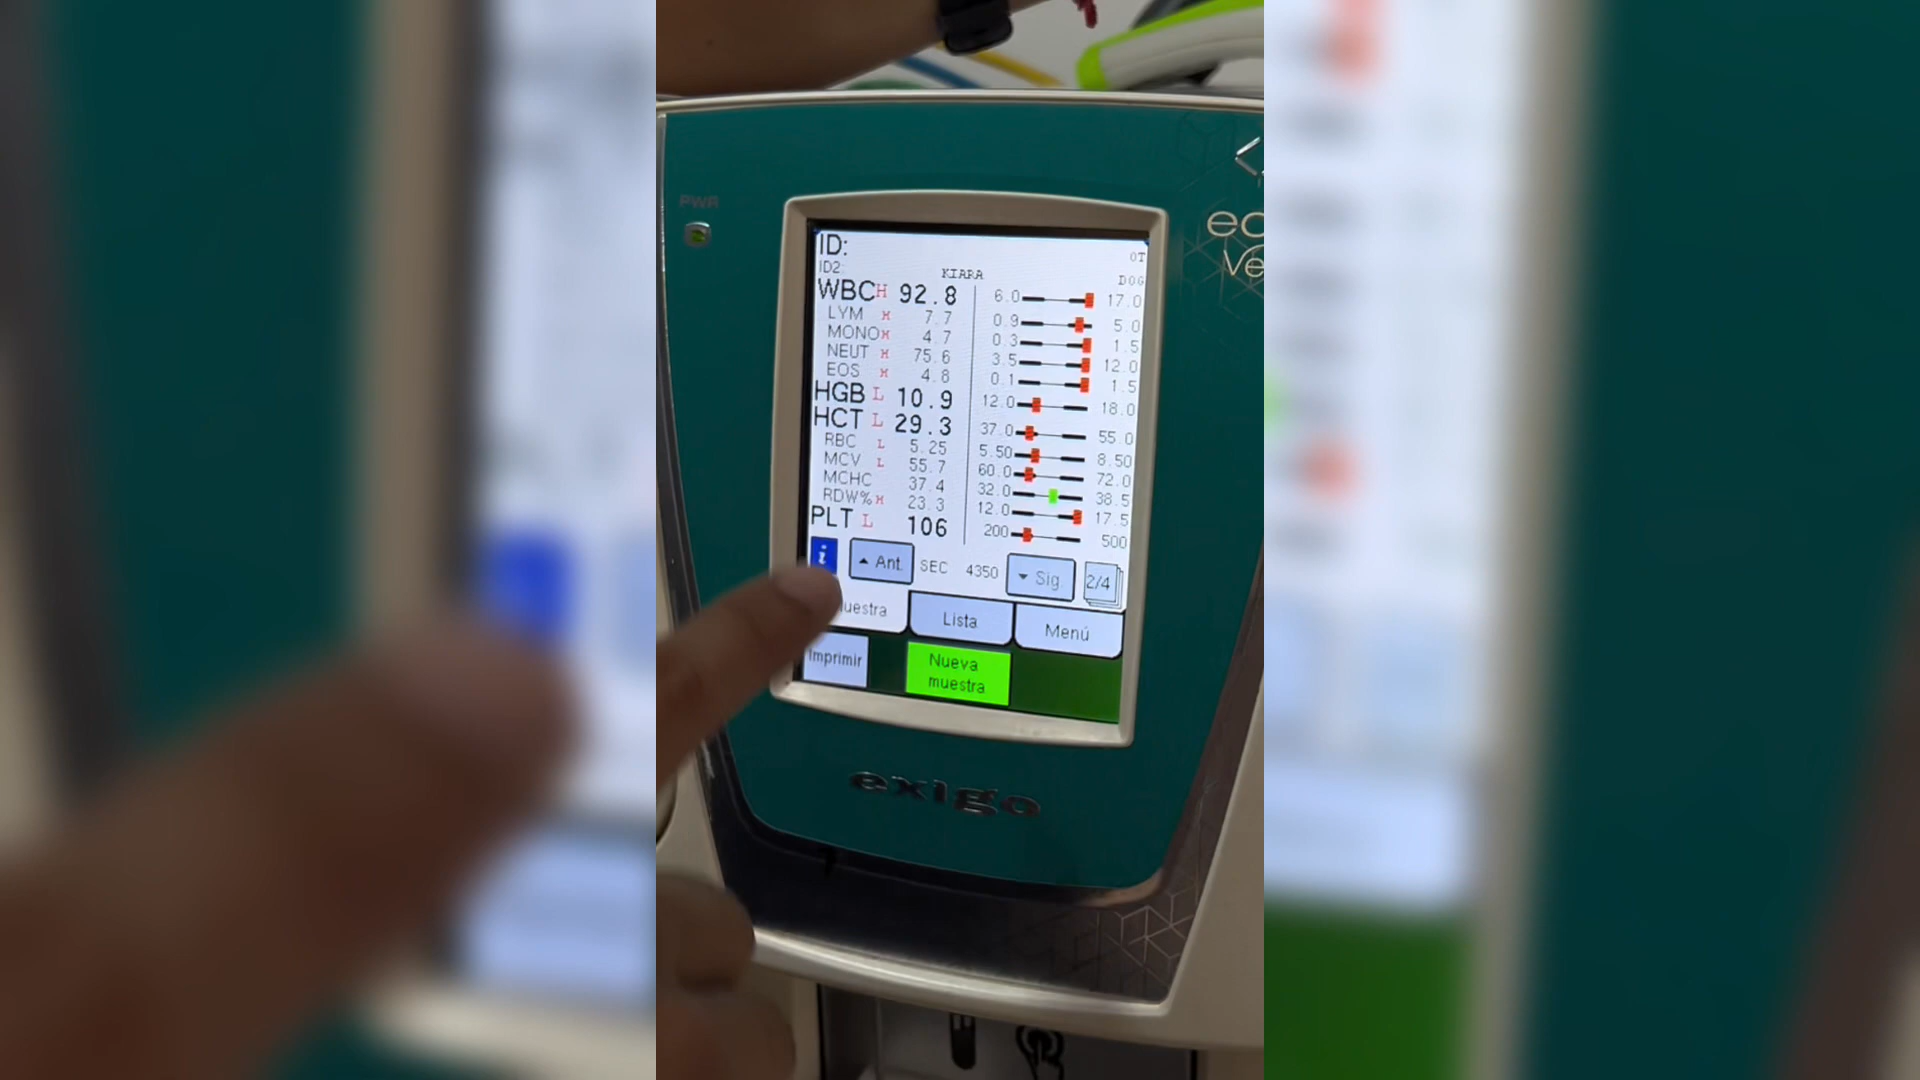 PWR
ID:
OT
ID2:
KIARA
DOG
WBC H 92.8 6.0 17.0
LYM H 7.7 0.9 5.0
MONO H 4.7 0.3 1.5
NEUT H 75.6 3.5 12.0
EOS H 4.8 0.1 1.5
HGB L 10.9 12.0 18.0
HCT L 29.3 37.0 55.0
RBC L 5.25 5.50 8.50
MCV L 55.7 60.0 72.0
MCHC 37.4 32.0 38.5
RDW% H 23.3 12.0 17.5
PLT L 106 200 500
i Ant. SEC 4350 Sig. 2/4
uestra Lista Menú
Imprimir Nueva
muestra
exigo